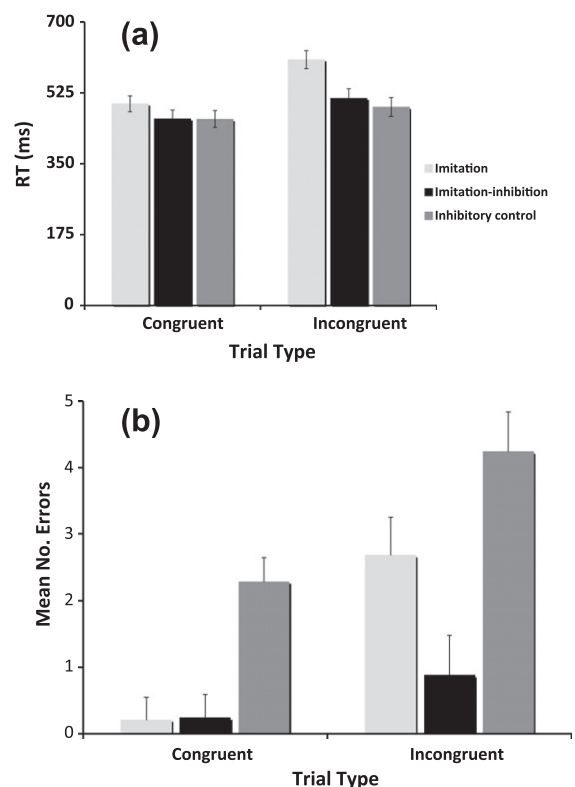 (a)
700
525
350
175
0
RT (ms)
Congruent
Incongruent
Trial Type
Imitation
Imitation-inhibition
Inhibitory control
(b)
5
4
3
2
1
0
Mean No. Errors
Congruent
Incongruent
Trial Type